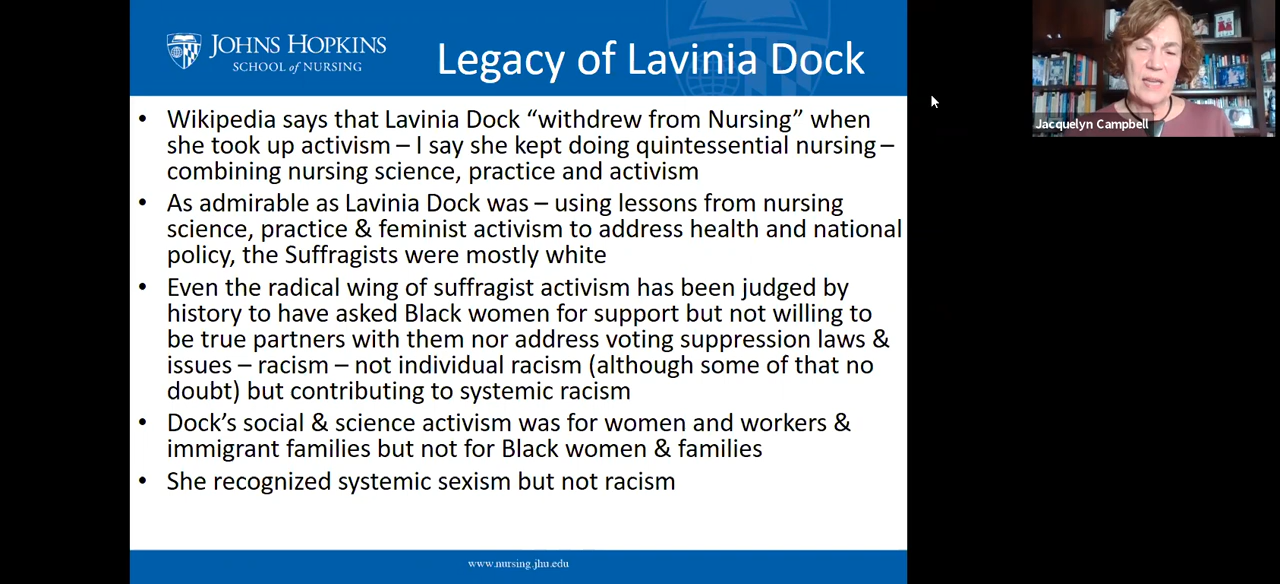 JOHNS HOPKINS
SCHOOL of NURSING
Legacy of Lavinia Dock
• Wikipedia says that Lavinia Dock “withdrew from Nursing” when
she took up activism – I say she kept doing quintessential nursing –
combining nursing science, practice and activism
• As admirable as Lavinia Dock was – using lessons from nursing
science, practice & feminist activism to address health and national
policy, the Suffragists were mostly white
• Even the radical wing of suffragist activism has been judged by
history to have asked Black women for support but not willing to
be true partners with them nor address voting suppression laws &
issues – racism – not individual racism (although some of that no
doubt) but contributing to systemic racism
• Dock’s social & science activism was for women and workers &
immigrant families but not for Black women & families
• She recognized systemic sexism but not racism
www.nursing.jhu.edu
Jacquelyn Campbell